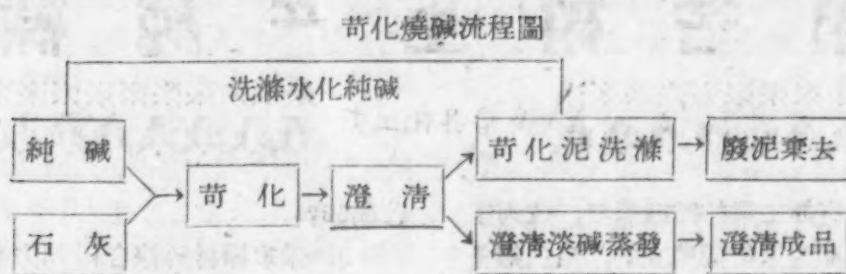 苛化燒碱流程圖
洗滌水化純碱
純碱
苛化
澄清
苛化泥洗滌
廢泥棄去
石灰
澄清淡碱蒸發
澄清成品